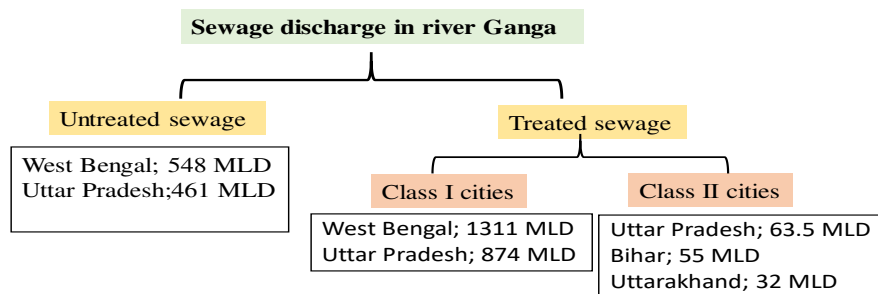 Sewage discharge in river Ganga
Untreated sewage
West Bengal; 548 MLD
Uttar Pradesh;461 MLD
Treated sewage
Class I cities
West Bengal; 1311 MLD
Uttar Pradesh; 874 MLD
Class II cities
Uttar Pradesh; 63.5 MLD
Bihar; 55 MLD
Uttarakhand; 32 MLD